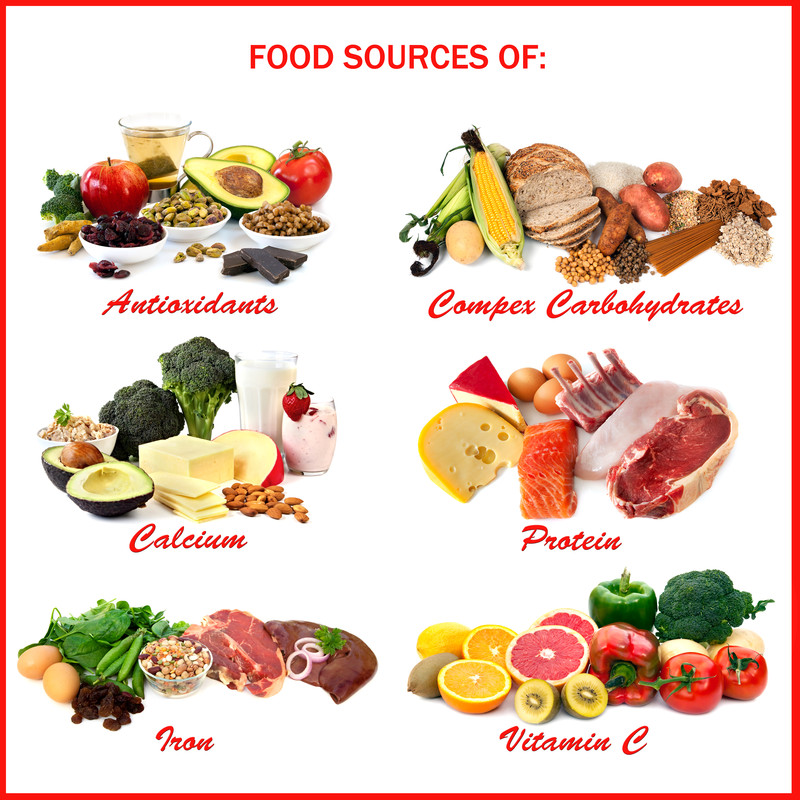 FOOD SOURCES OF:
Antioxidants
Compex Carbohydrates
Calcium
Protein
Iron
Vitamin C